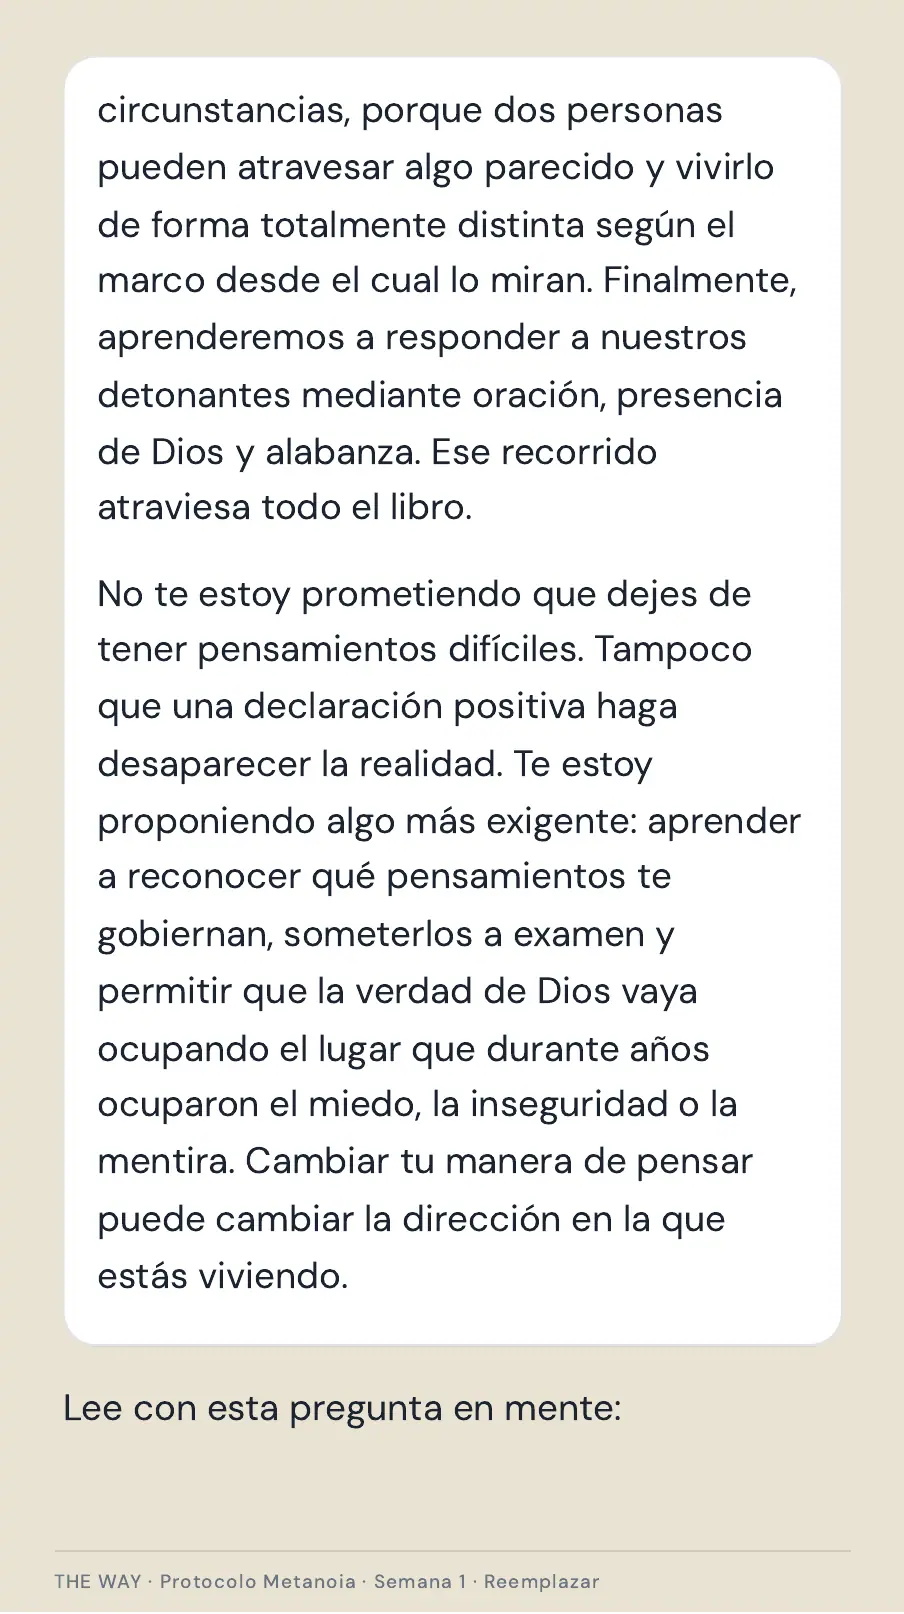 circunstancias, porque dos personas
pueden atravesar algo parecido y vivirlo
de forma totalmente distinta según el
marco desde el cual lo miran. Finalmente,
aprenderemos a responder a nuestros
detonantes mediante oración, presencia
de Dios y alabanza. Ese recorrido
atraviesa todo el libro.
No te estoy prometiendo que dejes de
tener pensamientos difíciles. Tampoco
que una declaración positiva haga
desaparecer la realidad. Te estoy
proponiendo algo más exigente: aprender
a reconocer qué pensamientos te
gobiernan, someterlos a examen y
permitir que la verdad de Dios vaya
ocupando el lugar que durante años
ocuparon el miedo, la inseguridad o la
mentira. Cambiar tu manera de pensar
puede cambiar la dirección en la que
estás viviendo.
Lee con esta pregunta en mente:
THE WAY · Protocolo Metanoia · Semana 1 · Reemplazar